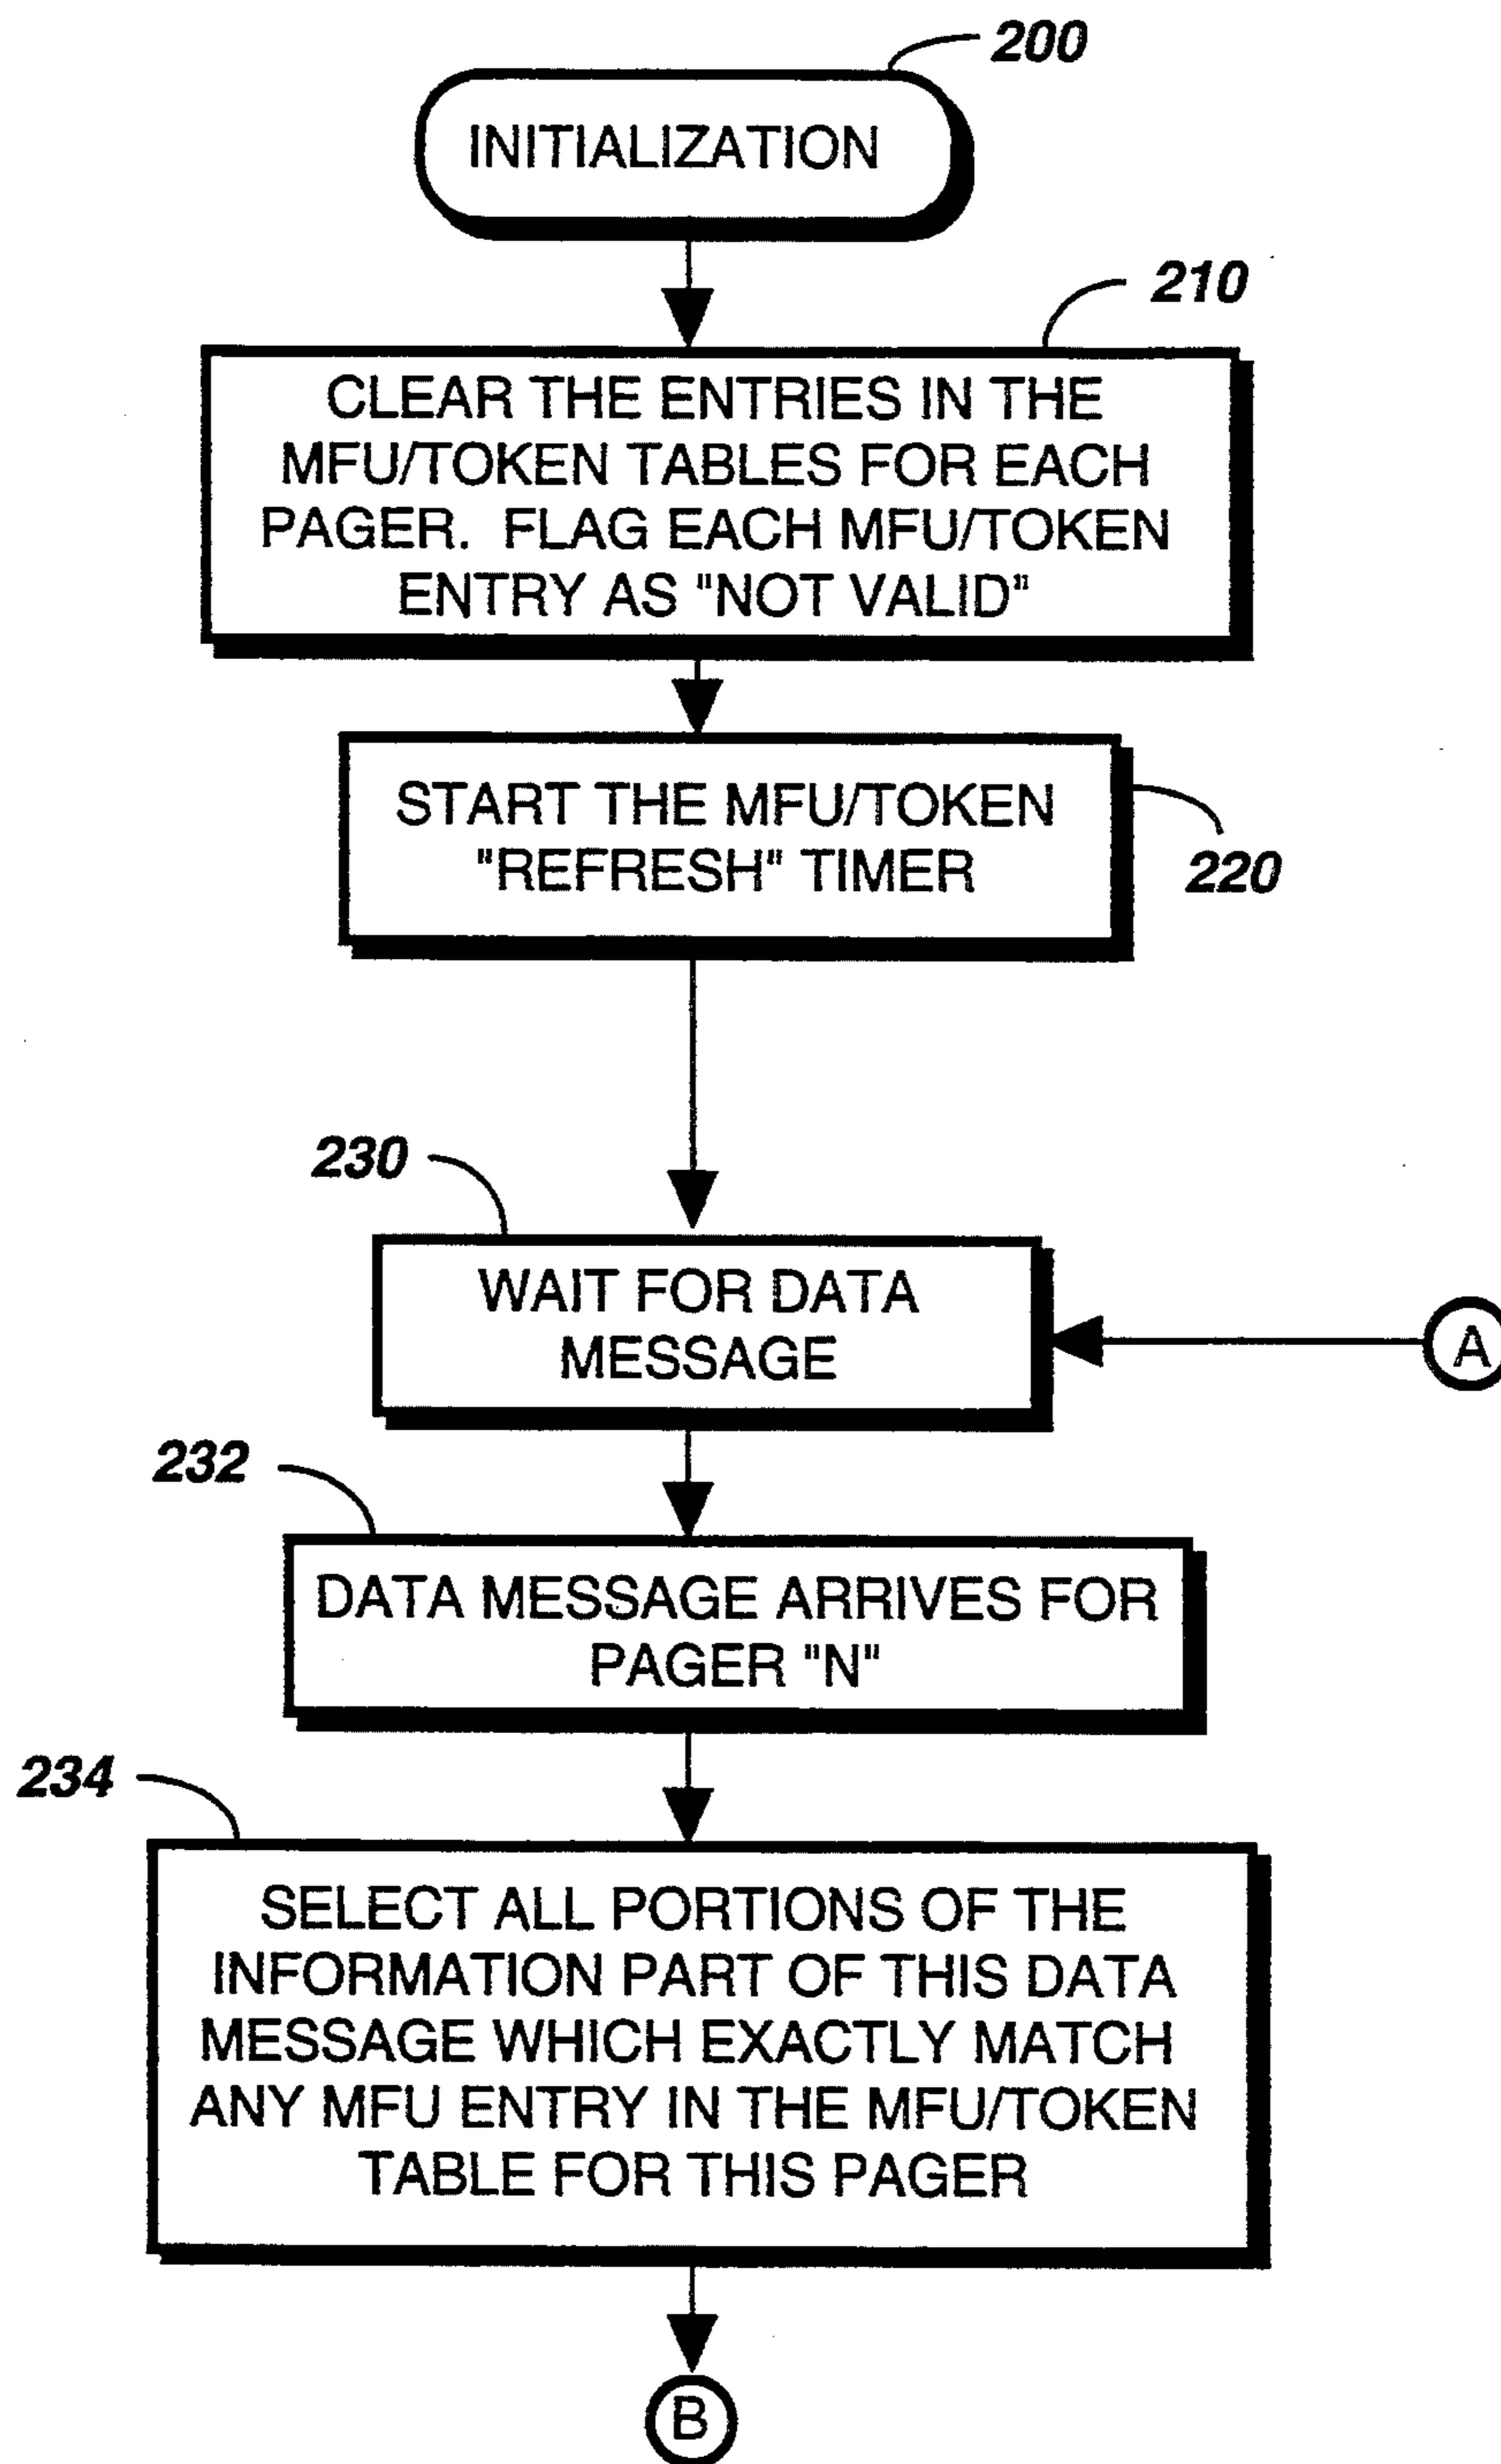 200
INITIALIZATION
210
CLEAR THE ENTRIES IN THE
MFU/TOKEN TABLES FOR EACH
PAGER. FLAG EACH MFU/TOKEN
ENTRY AS "NOT VALID"
START THE MFU/TOKEN
"REFRESH" TIMER
220
230
WAIT FOR DATA
MESSAGE
A
232
DATA MESSAGE ARRIVES FOR
PAGER "N"
234
SELECT ALL PORTIONS OF THE
INFORMATION PART OF THIS DATA
MESSAGE WHICH EXACTLY MATCH
ANY MFU ENTRY IN THE MFU/TOKEN
TABLE FOR THIS PAGER
B